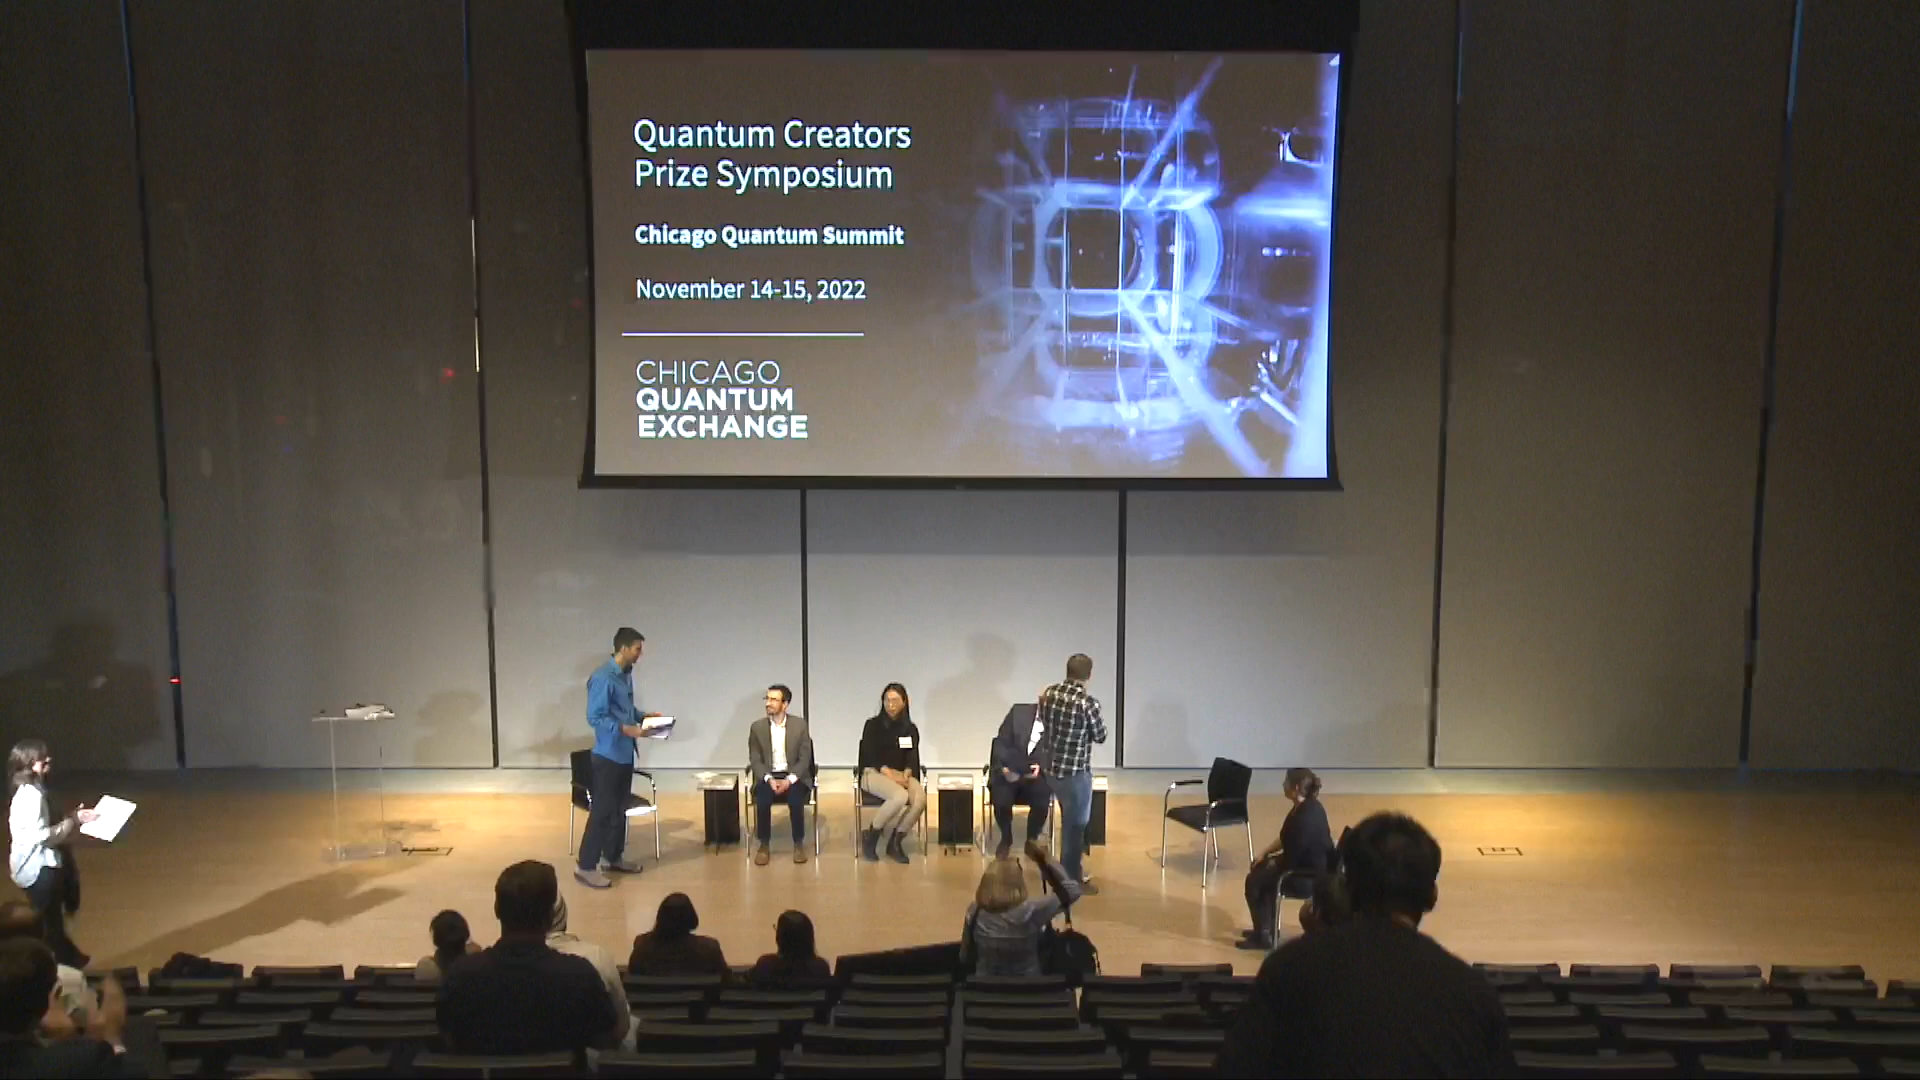 Quantum Creators
Prize Symposium
Chicago Quantum Summit
November 14-15, 2022
CHICAGO
QUANTUM
EXCHANGE